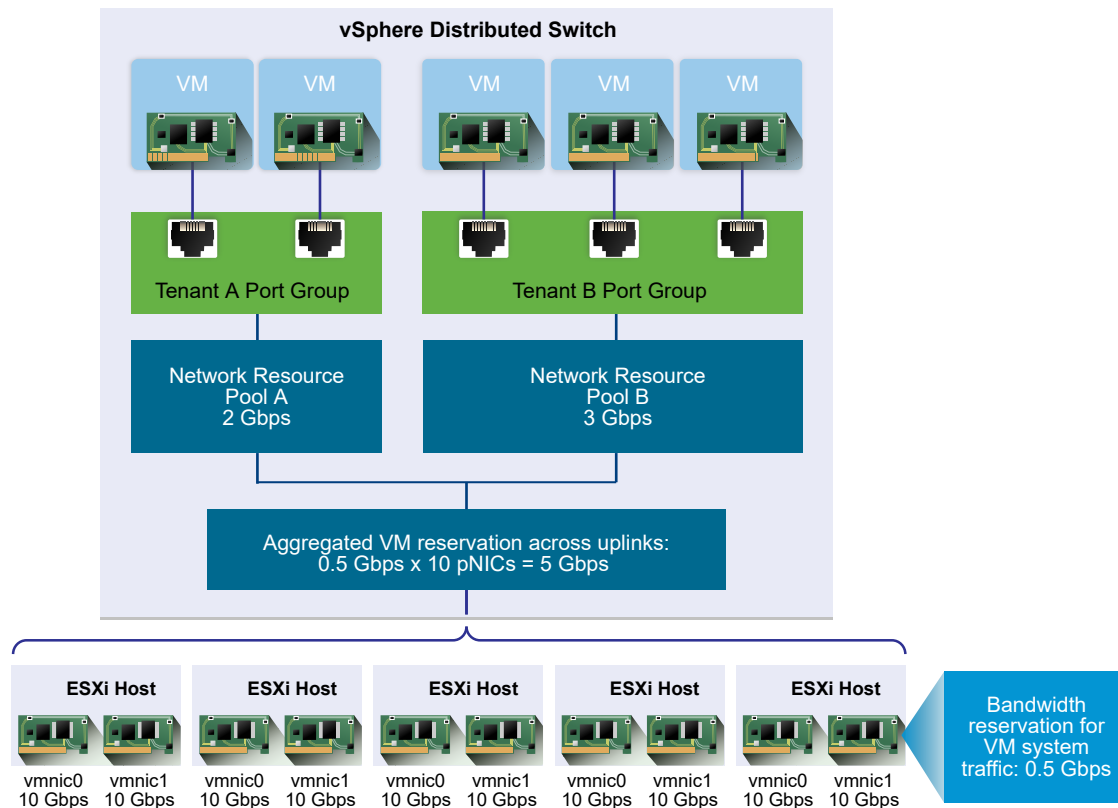 vSphere Distributed Switch
VM
VM
VM
VM
VM
Tenant A Port Group
Tenant B Port Group
Network Resource
Pool A
2 Gbps
Network Resource
Pool B
3 Gbps
Aggregated VM reservation across uplinks:
0.5 Gbps x 10 pNICs = 5 Gbps
ESXi Host
vmnic0
10 Gbps
vmnic1
10 Gbps
ESXi Host
vmnic0
10 Gbps
vmnic1
10 Gbps
ESXi Host
vmnic0
10 Gbps
vmnic1
10 Gbps
ESXi Host
vmnic0
10 Gbps
vmnic1
10 Gbps
ESXi Host
vmnic0
10 Gbps
vmnic1
10 Gbps
Bandwidth
reservation for
VM system
traffic: 0.5 Gbps